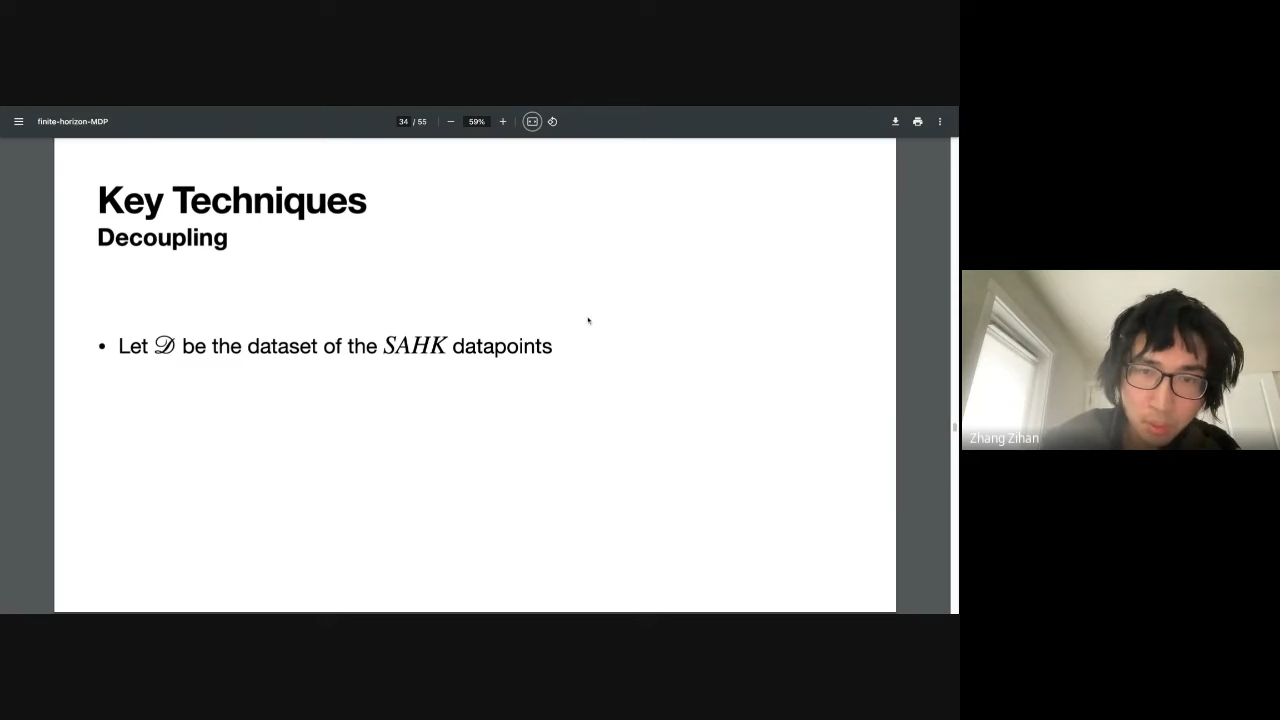 finite-horizon-MDP
34 / 55
59%
Key Techniques
Decoupling
• Let 𝒟 be the dataset of the SAHK datapoints
Zhang Zihan